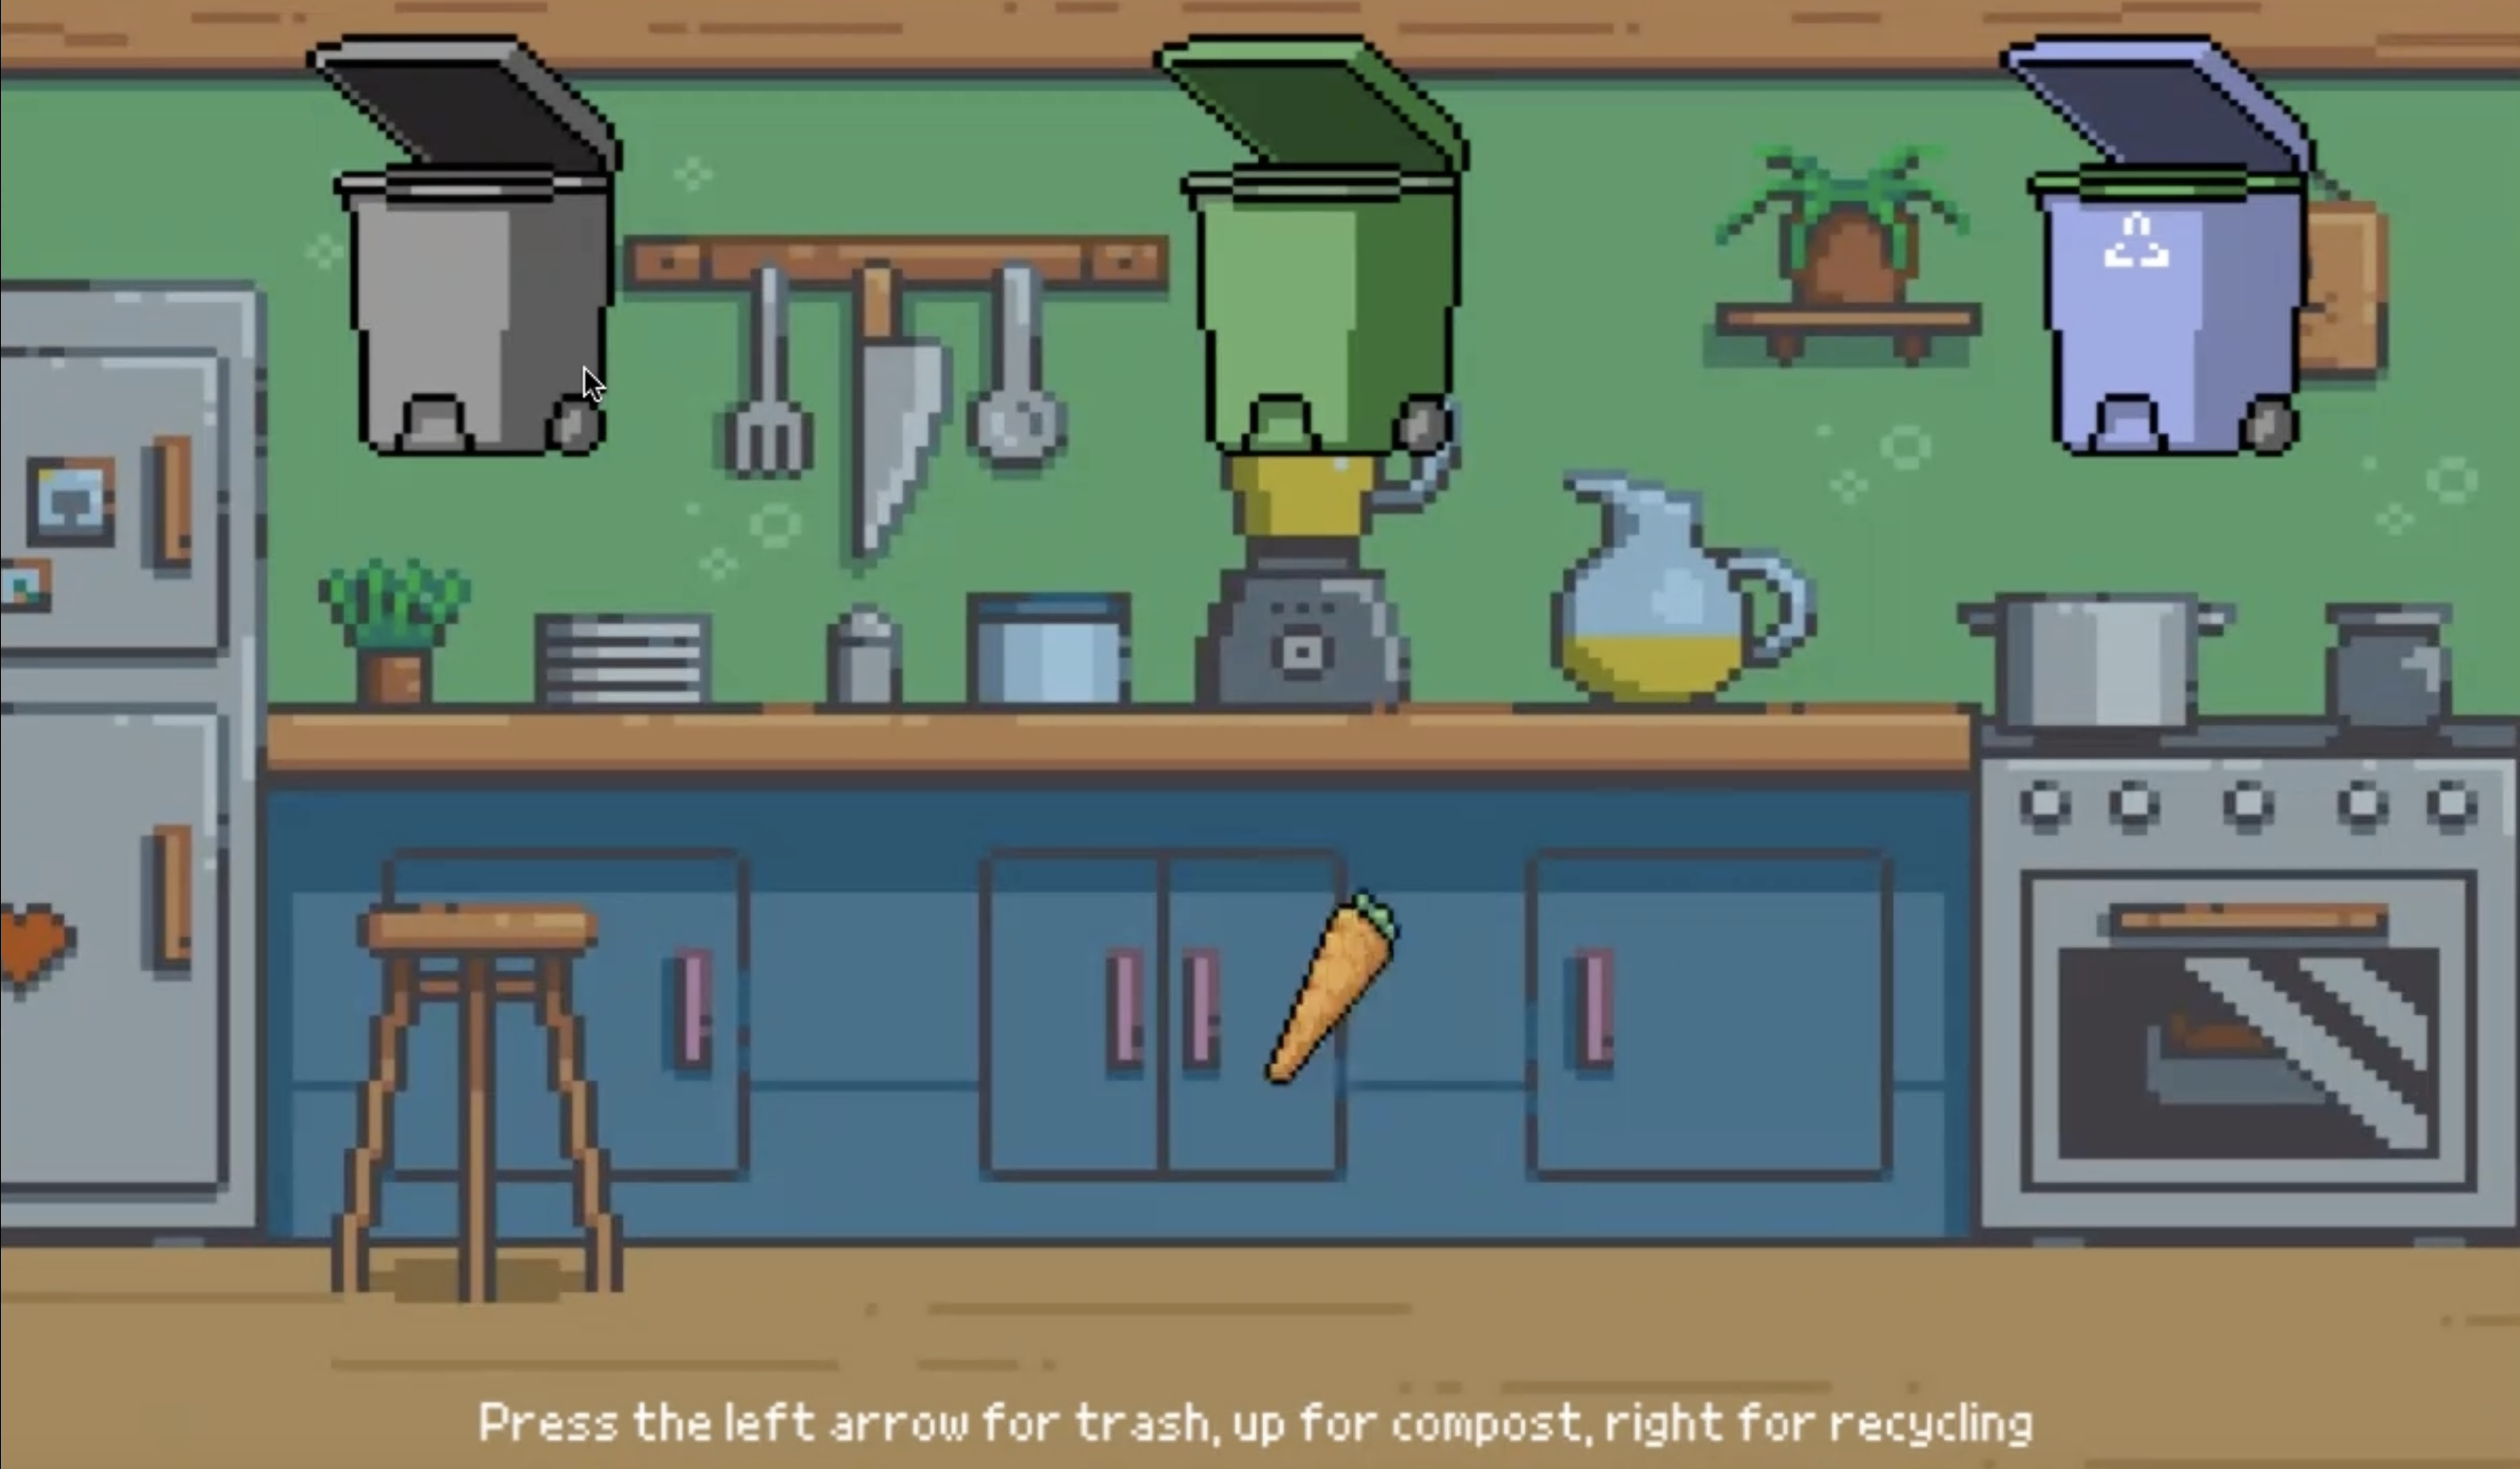 Press the left arrow for trash, up for compost, right for recycling